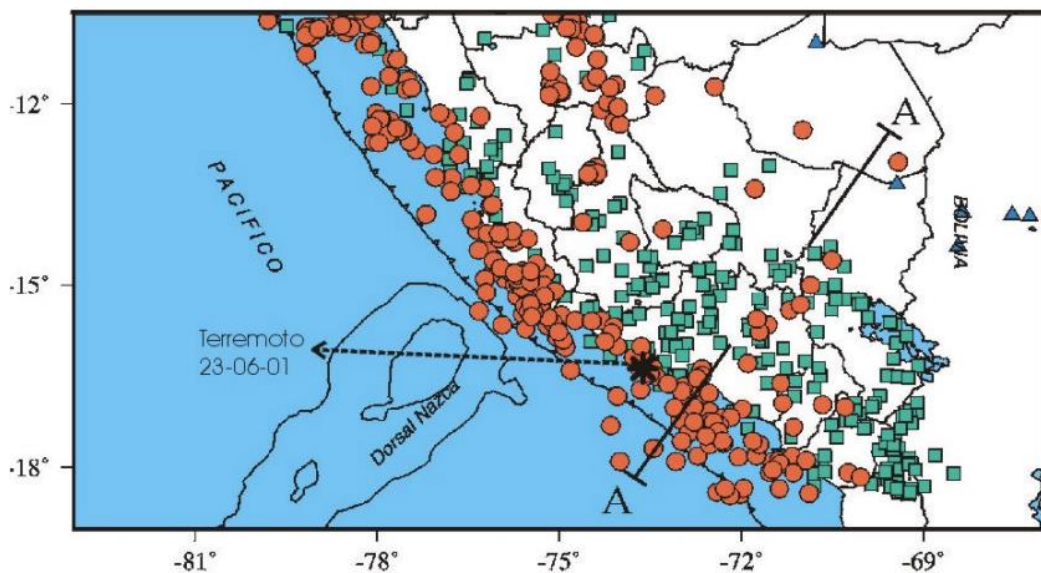 -12°
-15°
-18°
A
PACIFICO
BOLIVIA
Terremoto
23-06-01
Dorsal Nazca
A
-81°
-78°
-75°
-72°
-69°